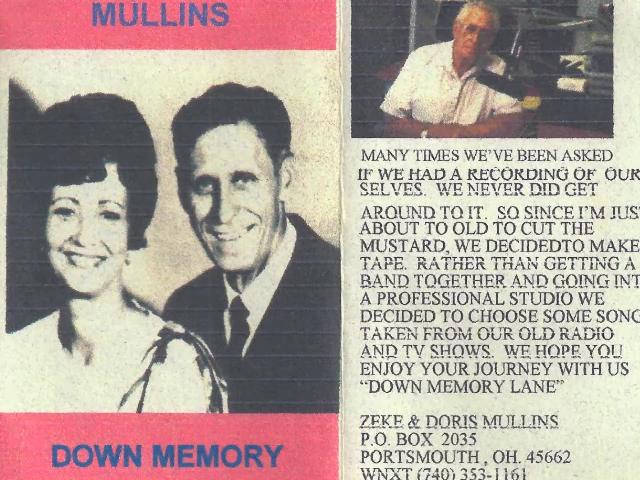 MULLINS
DOWN MEMORY
MANY TIMES WE'VE BEEN ASKED
IF WE HAD A RECORDING OF OUR
SELVES. WE NEVER DID GET
AROUND TO IT. SO SINCE I'M JUS
ABOUT TO OLD TO CUT THE
MUSTARD, WE DECIDEDTO MAKE
TAPE. RATHER THAN GETTING A
BAND TOGETHER AND GOING INT
A PROFESSIONAL STUDIO WE
DECIDED TO CHOOSE SOME SONG
TAKEN FROM OUR OLD RADIO
AND TV SHOWS. WE HOPE YOU
ENJOY YOUR JOURNEY WITH US
"DOWN MEMORY LANE"
ZEKE & DORIS MULLINS
P.O. BOX 2035
PORTSMOUTH , OH. 45662
WNXT (740) 353-1161